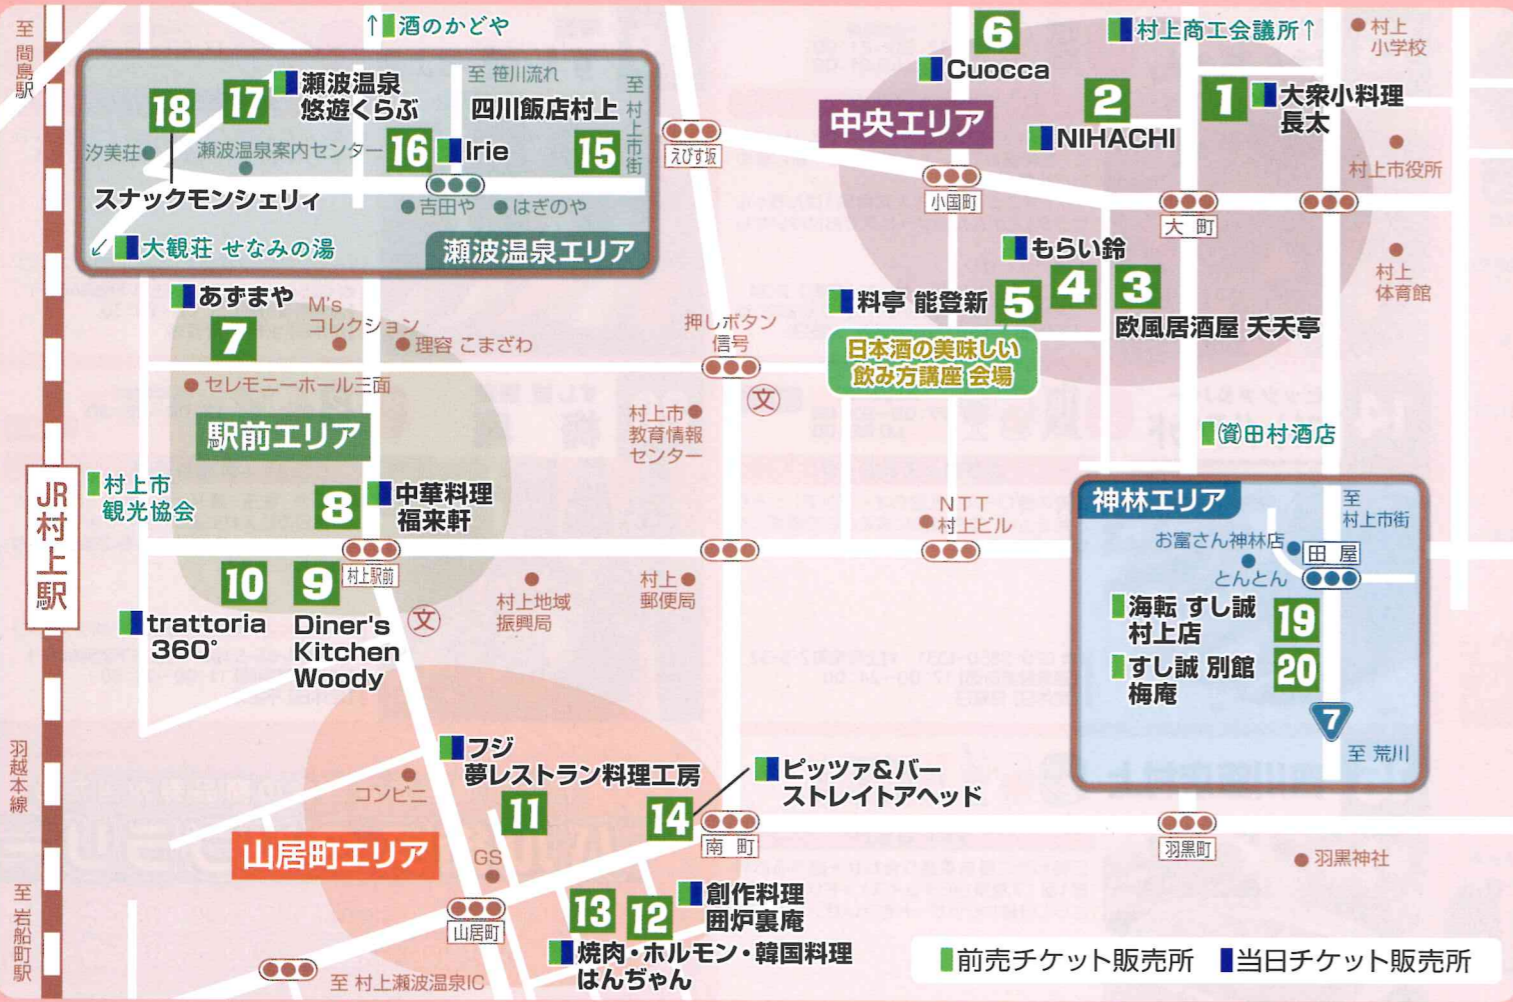 至
間島駅
↑酒のかどや
瀬波温泉
悠遊くらぶ
17
18
至 笹川流れ
四川飯店村上
15
至 村上市街
汐美荘
瀬波温泉案内センター
16
Irie
スナックモンシェリィ
吉田や
はぎのや
↙
大観荘 せなみの湯
瀬波温泉エリア
えびす坂
6
Cuocca
村上商工会議所↑
村上
小学校
中央エリア
2
NIHACHI
1
大衆小料理
長太
村上市役所
小国町
大町
もらい鈴
4
3
村上
体育館
料亭 能登新
5
欧風居酒屋 天天亭
日本酒の美味しい
飲み方講座 会場
あずまや
7
M's
コレクション
理容 こまざわ
セレモニーホール三面
押しボタン
信号
文
村上市
教育情報
センター
駅前エリア
㈾田村酒店
JR村上駅
村上市
観光協会
8
中華料理
福来軒
村上駅前
NTT
村上ビル
神林エリア
至
村上市街
お富さん神林店
田屋
とんとん
海転 すし誠
村上店
19
すし誠 別館
梅庵
20
7
至 荒川
10
9
trattoria
360°
Diner's
Kitchen
Woody
文
村上地域
振興局
村上
郵便局
羽越本線
フジ
夢レストラン料理工房
11
14
ピッツァ&バー
ストレイトアヘッド
コンビニ
山居町エリア
GS
南町
羽黒町
羽黒神社
13
12
創作料理
囲炉裏庵
山居町
焼肉・ホルモン・韓国料理
はんぢゃん
至 岩船町駅
至 村上瀬波温泉IC
前売チケット販売所
当日チケット販売所